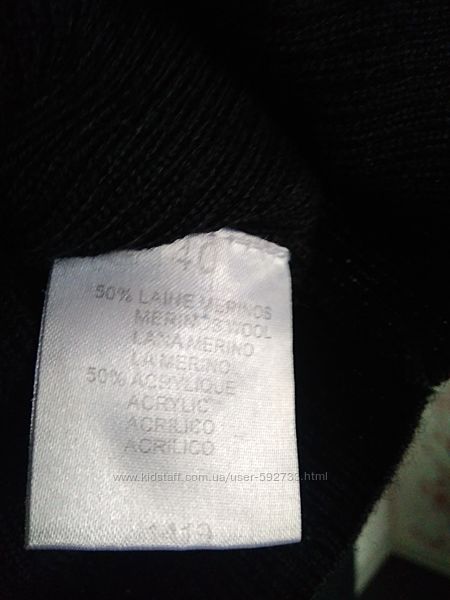 40
50% LAINE MERINOS
MERINOS WOOL
LANA MERINO
LA MERINO
50% ACRYLIQUE
ACRYLIC
ACRILICO
ACRILICO
www.kidstaff.com.ua/user-592733.html